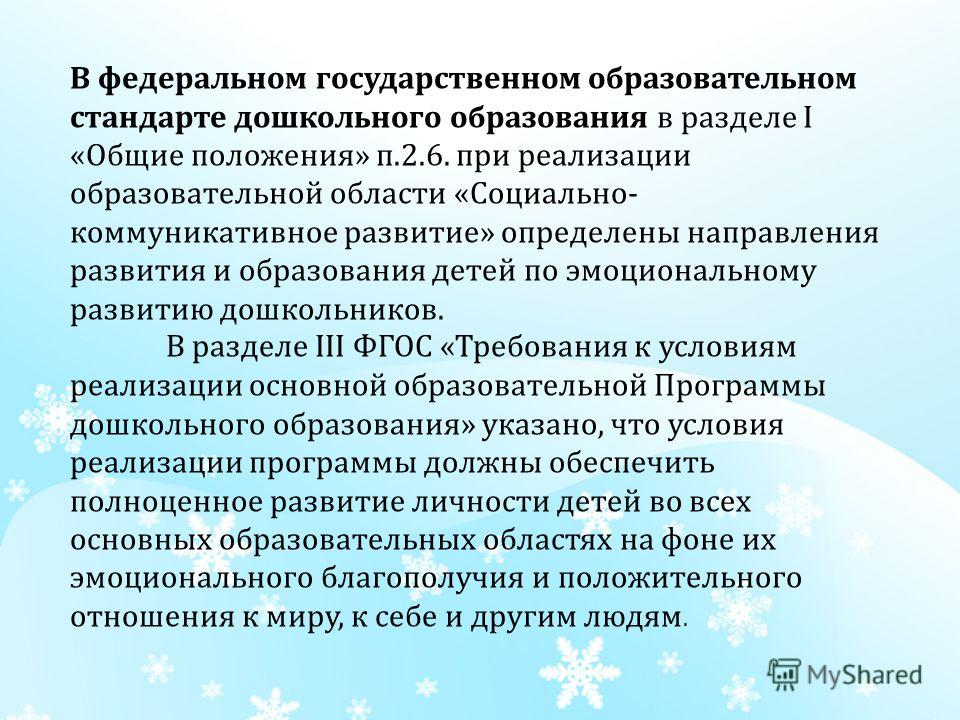 В федеральном государственном образовательном
стандарте дошкольного образования в разделе I
«Общие положения» п.2.6. при реализации
образовательной области «Социально-
коммуникативное развитие» определены направления
развития и образования детей по эмоциональному
развитию дошкольников.
В разделе III ФГОС «Требования к условиям
реализации основной образовательной Программы
дошкольного образования» указано, что условия
реализации программы должны обеспечить
полноценное развитие личности детей во всех
основных образовательных областях на фоне их
эмоционального благополучия и положительного
отношения к миру, к себе и другим людям.
MyShared